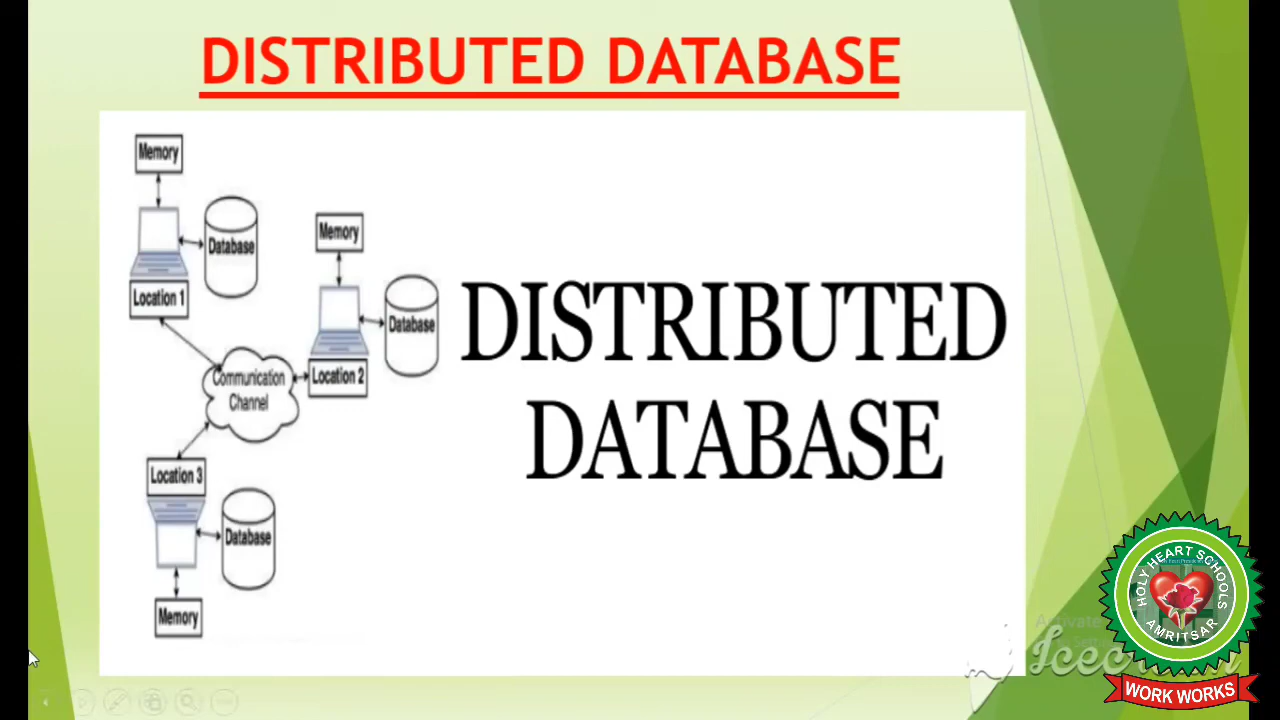 DISTRIBUTED DATABASE
Memory
Database
Location 1
Memory
Database
Location 2
Communication
Channel
Location 3
Database
Memory
DISTRIBUTED
DATABASE
Activate
HOLY HEART SCHOOLS
AMRITSAR
WORK WORKS